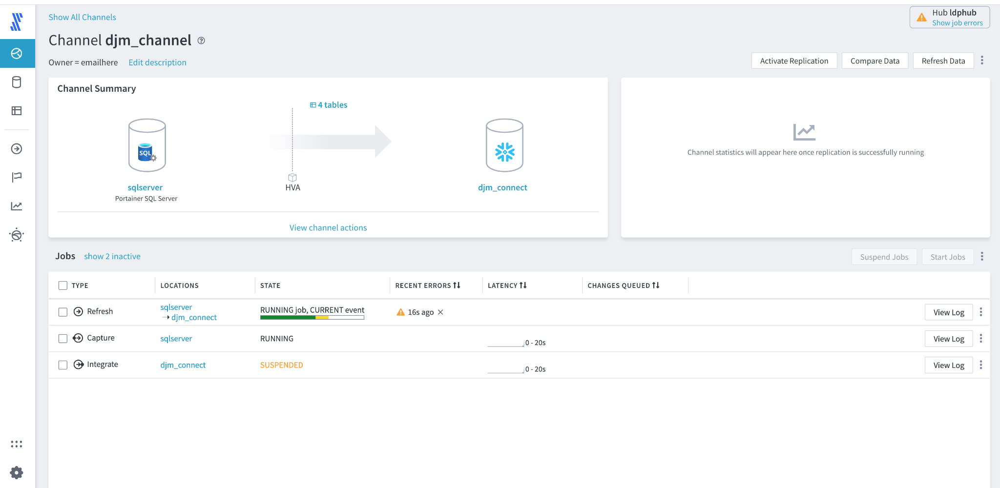 Show All Channels
Hub ldphub
Show job errors
Channel djm_channel
Owner = emailhere Edit description
Activate Replication Compare Data Refresh Data
Channel Summary
4 tables
SQL
HVA
sqlserver
Portainer SQL Server
djm_connect
View channel actions
Channel statistics will appear here once replication is successfully running
Jobs show 2 inactive
Suspend Jobs Start Jobs
TYPE LOCATIONS STATE RECENT ERRORS LATENCY CHANGES QUEUED
Refresh sqlserver RUNNING job, CURRENT event 16s ago View Log
djm_connect
Capture sqlserver RUNNING 0 - 20s View Log
Integrate djm_connect SUSPENDED 0 - 20s View Log